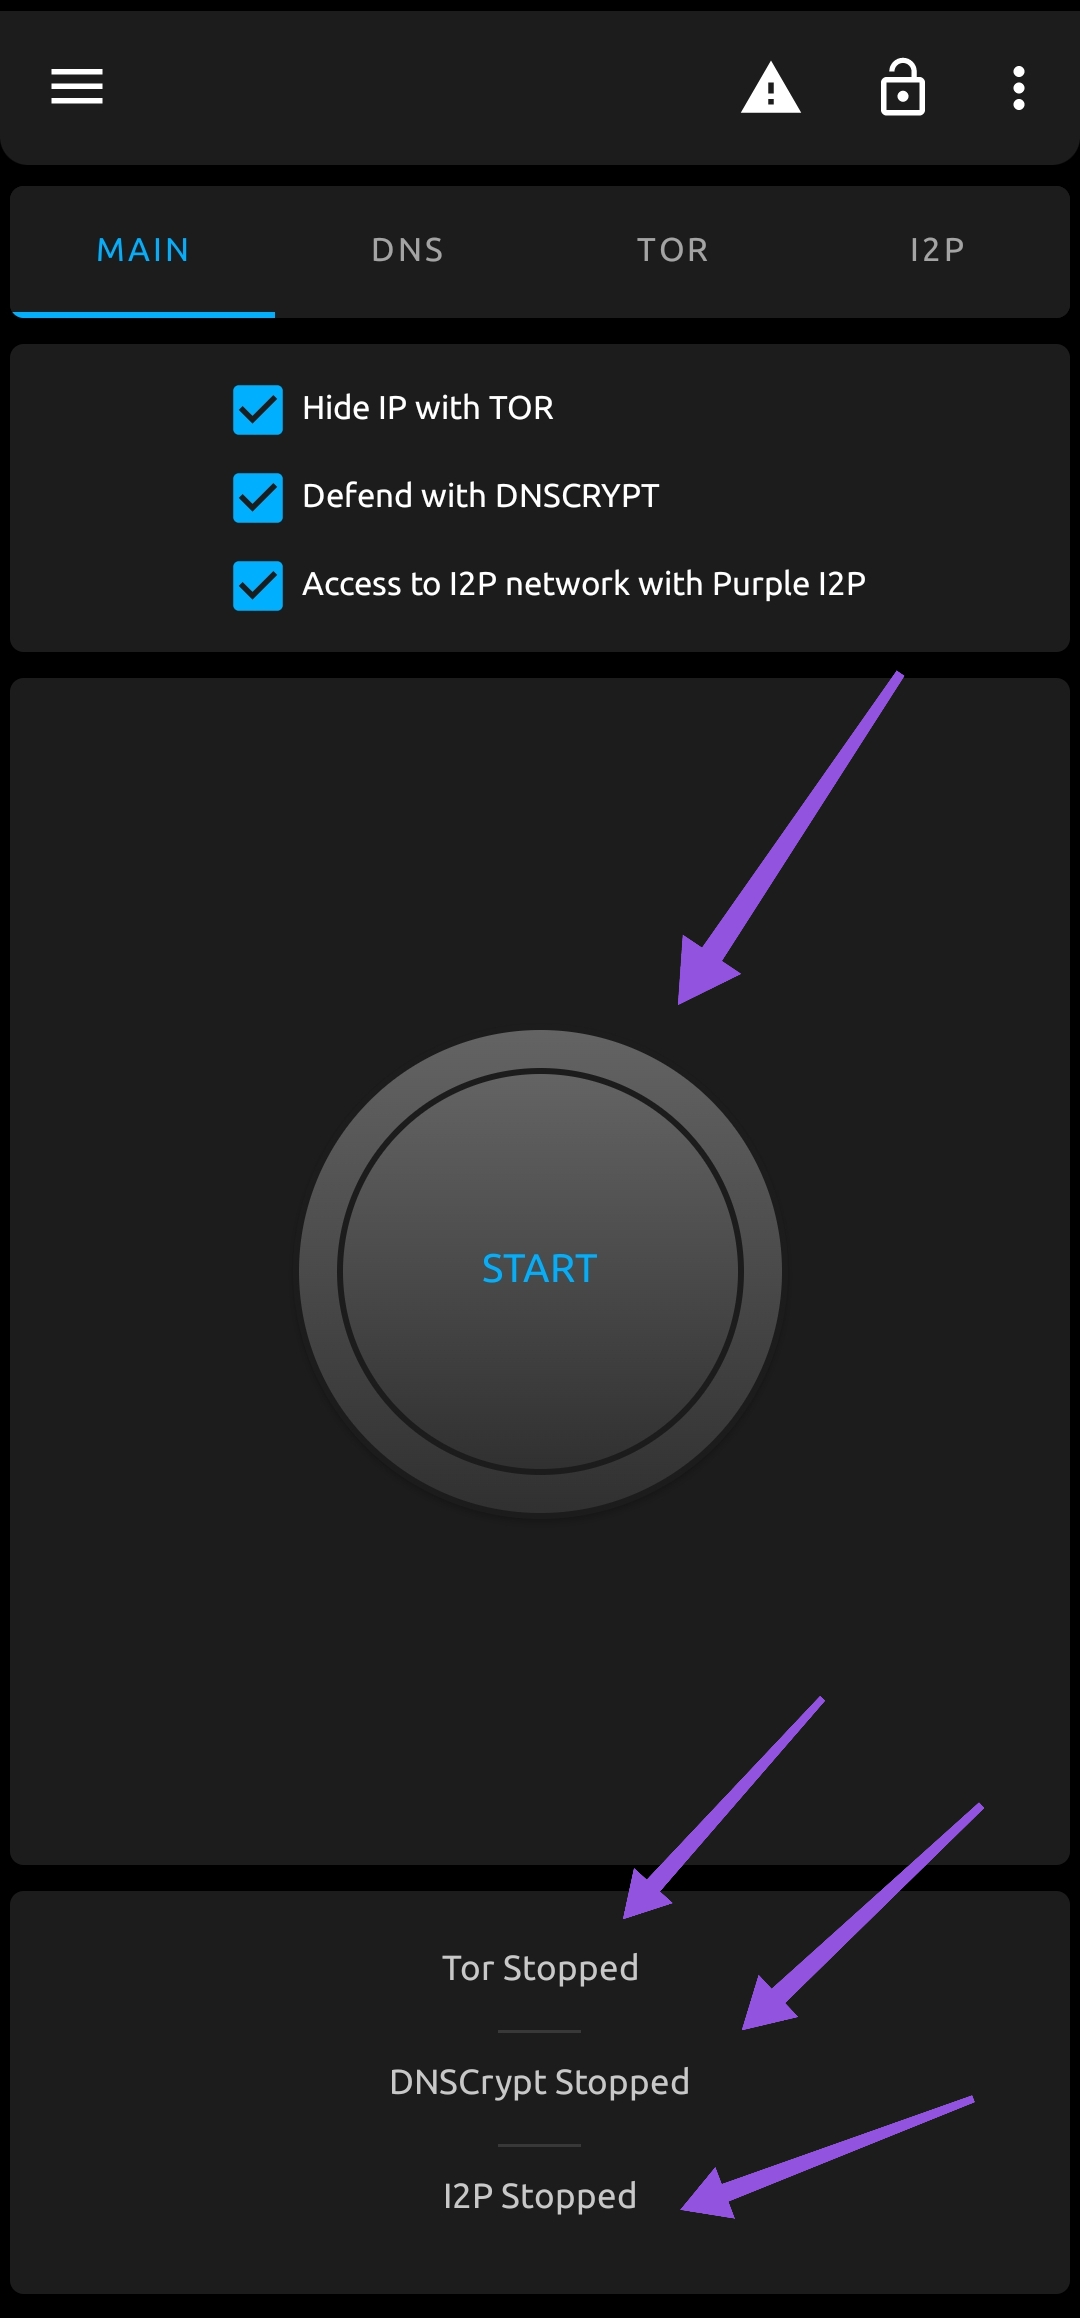 MAIN DNS TOR I2P
Hide IP with TOR
Defend with DNSCRYPT
Access to I2P network with Purple I2P
START
Tor Stopped
DNSCrypt Stopped
I2P Stopped